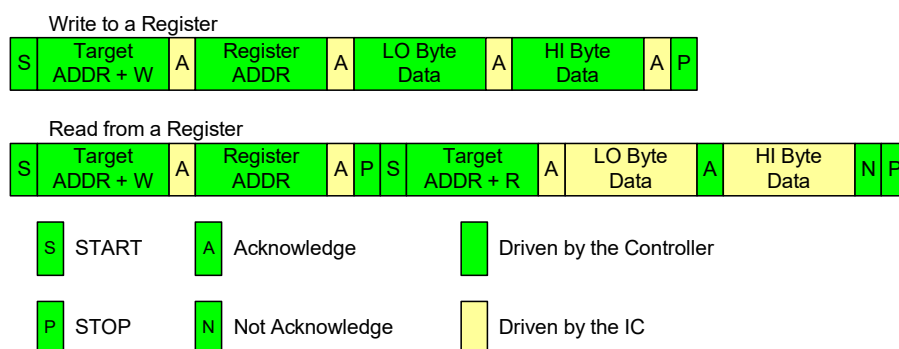 Write to a Register
S Target ADDR + W A Register ADDR A LO Byte Data A HI Byte Data A P
Read from a Register
S Target ADDR + W A Register ADDR A P S Target ADDR + R A LO Byte Data A HI Byte Data N P
S START A Acknowledge Driven by the Controller
P STOP N Not Acknowledge Driven by the IC